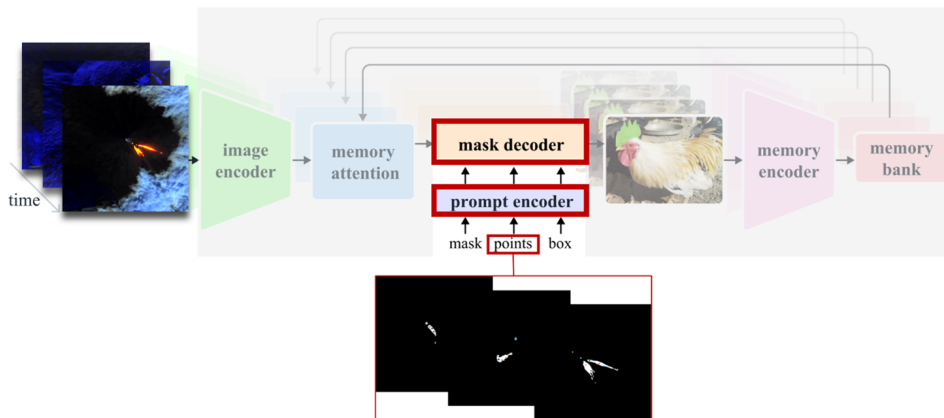 time
image
encoder
memory
attention
mask decoder
prompt encoder
mask
points
box
memory
encoder
memory
bank